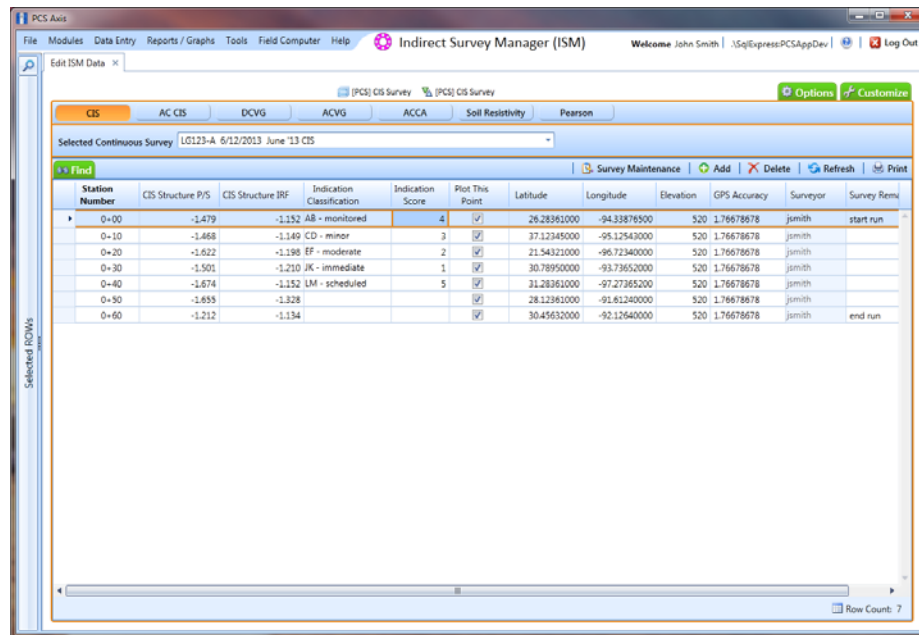 PCS Axis
File Modules Data Entry Reports / Graphs Tools Field Computer Help Indirect Survey Manager (ISM) Welcome John Smith | .\SqlExpress:PCSAppDev | Log Out
Edit ISM Data ×
[PCS] CIS Survey [PCS] CIS Survey
Options Customize
CIS AC CIS DCVG ACVG ACCA Soil Resistivity Pearson
Selected Continuous Survey LG123-A 6/12/2013 June '13 CIS
Find Survey Maintenance | Add | Delete | Refresh | Print
Station Number CIS Structure P/S CIS Structure IRF Indication Classification Indication Score Plot This Point Latitude Longitude Elevation GPS Accuracy Surveyor Survey Rema
0+00 -1.479 -1.152 AB - monitored 4 26.28361000 -94.33876500 520 1.76678678 jsmith start run
0+10 -1.468 -1.149 CD - minor 3 37.12345000 -95.12543000 520 1.76678678 jsmith
0+20 -1.622 -1.198 EF - moderate 2 21.54321000 -96.72340000 520 1.76678678 jsmith
0+30 -1.501 -1.210 JK - immediate 1 30.78950000 -93.73652000 520 1.76678678 jsmith
0+40 -1.674 -1.152 LM - scheduled 5 31.28361000 -97.27365200 520 1.76678678 jsmith
0+50 -1.655 -1.328 28.12361000 -91.61240000 520 1.76678678 jsmith
0+60 -1.212 -1.134 30.45632000 -92.12640000 520 1.76678678 jsmith end run
Selected ROWs
Row Count: 7